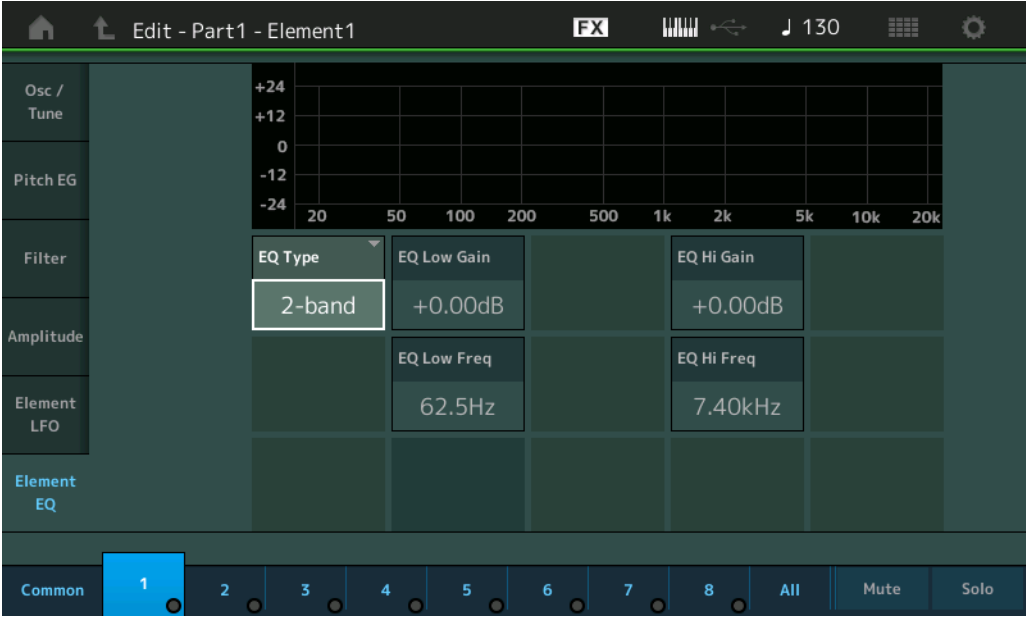 Edit - Part1 - Element1
FX
♩ 130
Osc /
Tune
Pitch EG
Filter
Amplitude
Element
LFO
Element
EQ
+24
+12
0
-12
-24
20 50 100 200 500 1k 2k 5k 10k 20k
EQ Type
2-band
EQ Low Gain
+0.00dB
EQ Hi Gain
+0.00dB
EQ Low Freq
62.5Hz
EQ Hi Freq
7.40kHz
Common 1 2 3 4 5 6 7 8 All Mute Solo